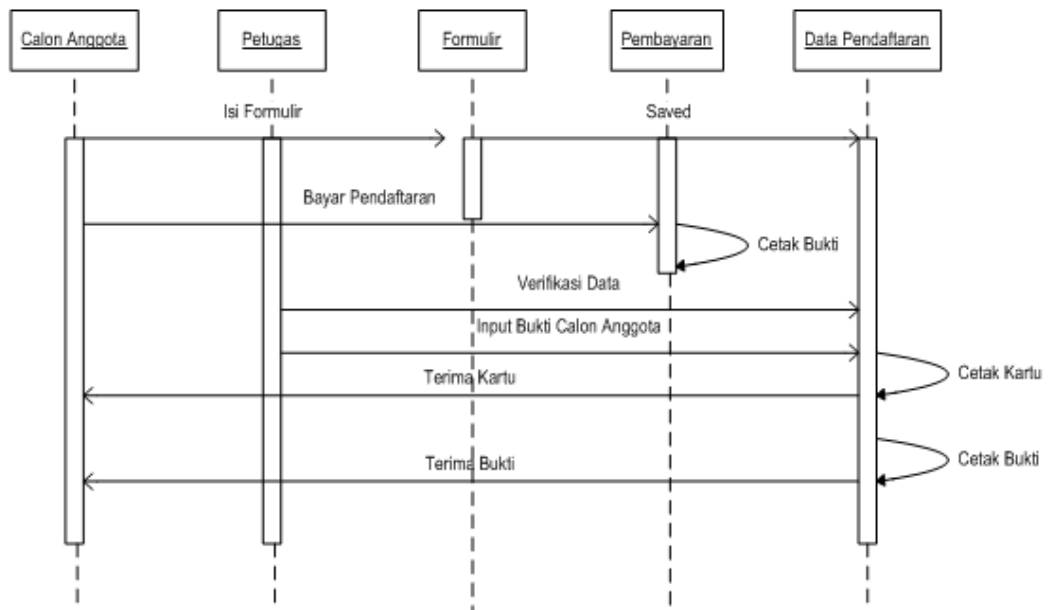 Calon Anggota
Petugas
Formulir
Pembayaran
Data Pendaftaran
Isi Formulir
Saved
Bayar Pendaftaran
Cetak Bukti
Verifikasi Data
Input Bukti Calon Anggota
Cetak Kartu
Terima Kartu
Cetak Bukti
Terima Bukti